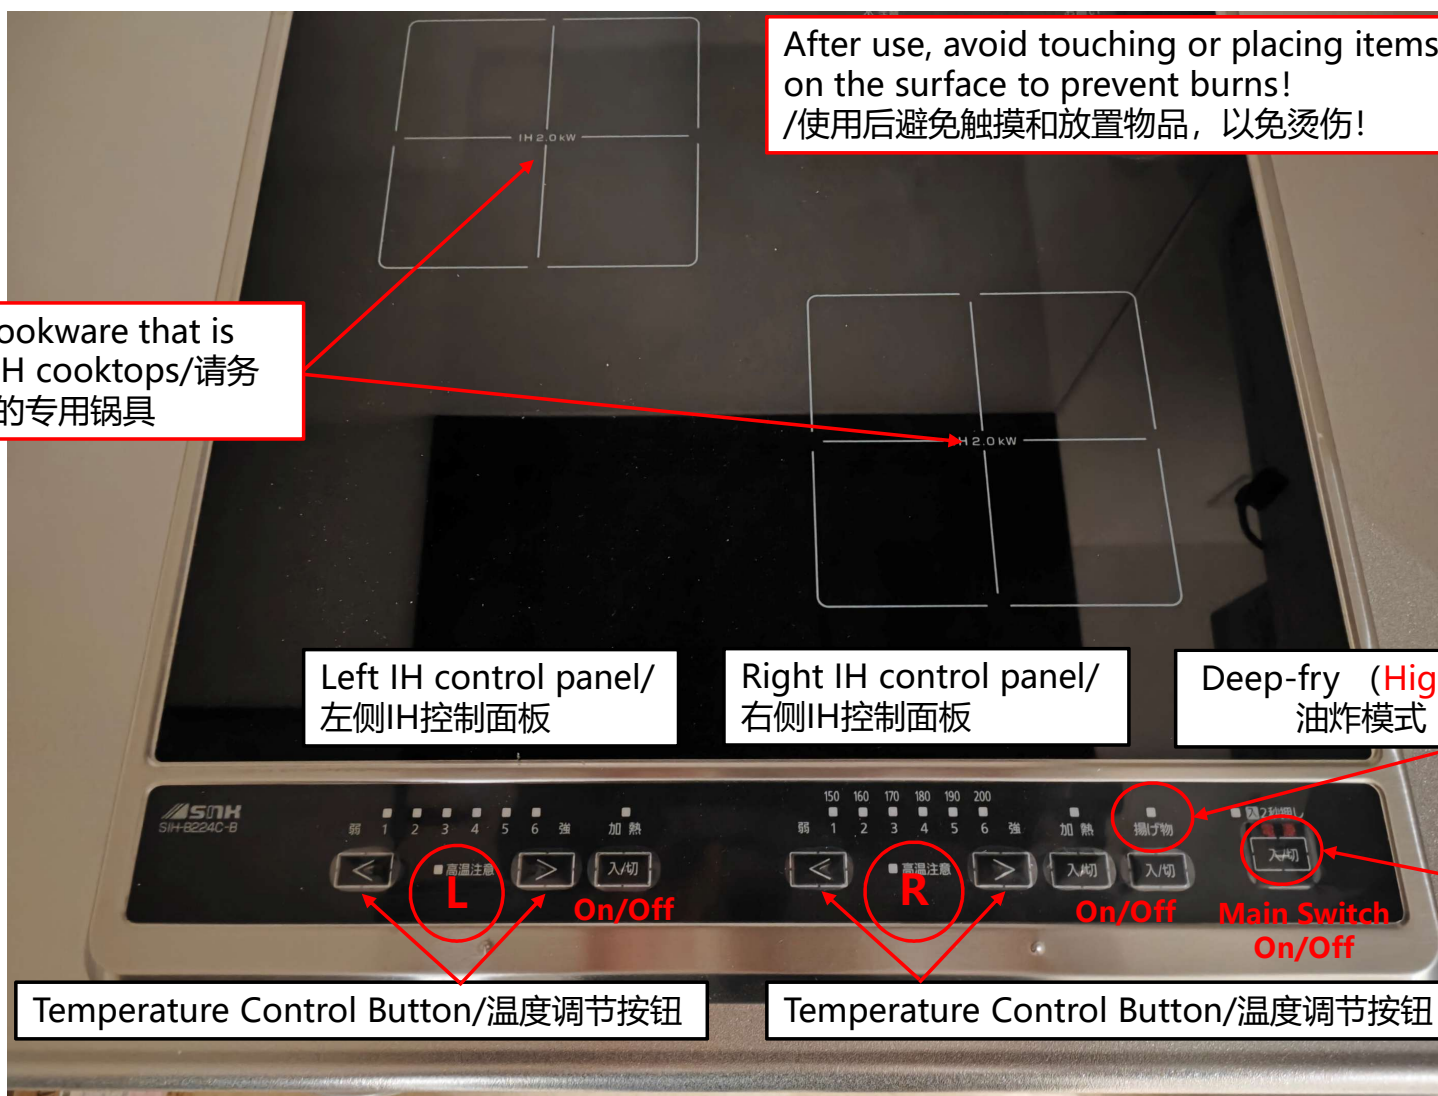 After use, avoid touching or placing items
on the surface to prevent burns!
/使用后避免触摸和放置物品，以免烫伤！
IH 2.0 kW
ookware that is
H cooktops/请务
的专用锅具
H 2.0 kW
Left IH control panel/
左侧IH控制面板
Right IH control panel/
右侧IH控制面板
Deep-fry （Hig
油炸模式
SNK
SIH-B224C-B
弱 1 2 3 4 5 6 強 加熱
150 160 170 180 190 200
弱 1 2 3 4 5 6 強 加熱 揚げ物
入2秒押し
高温注意
入/切
高温注意
入/切
入/切
入/切
L
On/Off
R
On/Off
Main Switch
On/Off
Temperature Control Button/温度调节按钮
Temperature Control Button/温度调节按钮